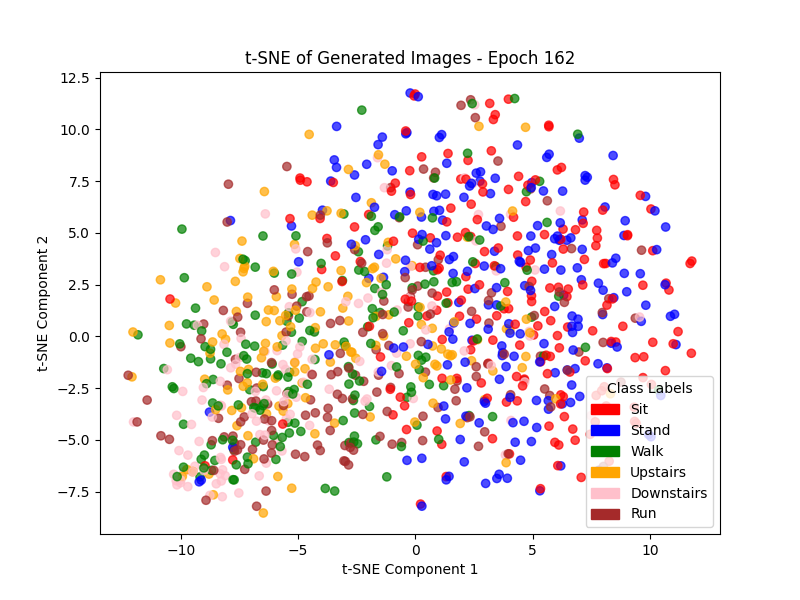 t-SNE of Generated Images - Epoch 162
12.5
10.0
7.5
5.0
2.5
0.0
−2.5
−5.0
−7.5
t-SNE Component 2
−10
−5
0
5
10
t-SNE Component 1
Class Labels
Sit
Stand
Walk
Upstairs
Downstairs
Run